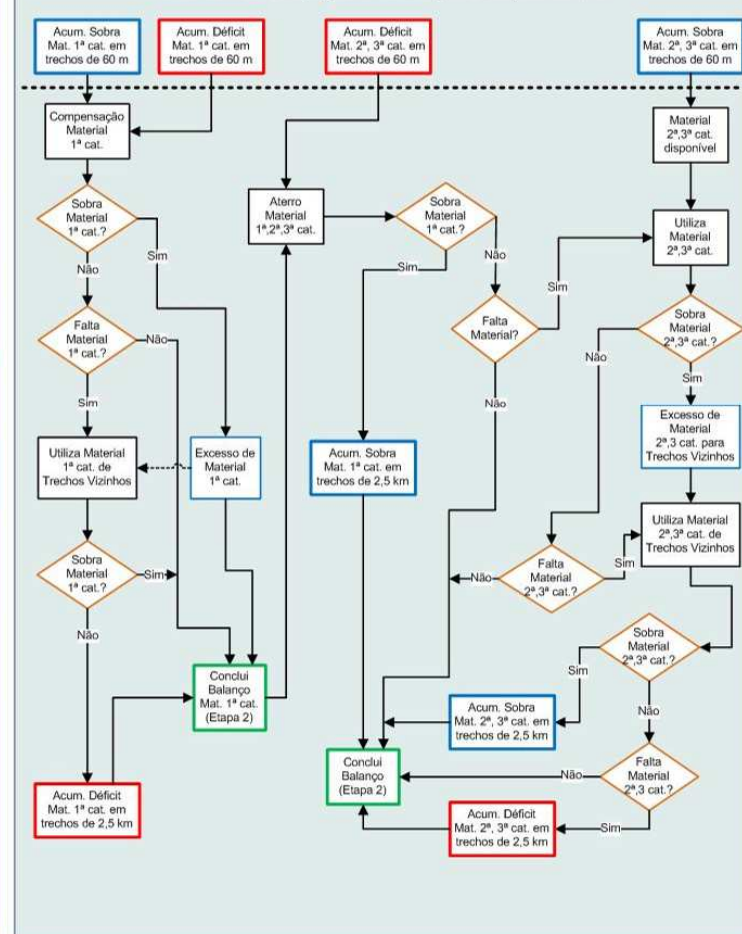 Acum. Sobra
Mat. 1ª cat. em
trechos de 60 m
Acum. Déficit
Mat. 1ª cat. em
trechos de 60 m
Acum. Déficit
Mat. 2ª, 3ª cat. em
trechos de 60 m
Acum. Sobra
Mat. 2ª, 3ª cat. em
trechos de 60 m
Compensação
Material
1ª cat.
Material
2ª,3ª cat.
disponível
Sobra
Material
1ª cat.?
Sim
Não
Aterro
Material
1ª,2ª,3ª cat.
Sobra
Material
1ª cat.?
Sim
Não
Utiliza
Material
2ª,3ª cat.
Falta
Material
1ª cat.?
Não
Sim
Falta
Material?
Sim
Não
Sobra
Material
2ª,3ª cat.?
Não
Sim
Utiliza Material
1ª cat. de
Trechos Vizinhos
Excesso de
Material
1ª cat.
Acum. Sobra
Mat. 1ª cat. em
trechos de 2,5 km
Excesso de
Material
2ª,3 cat. para
Trechos Vizinhos
Utiliza Material
2ª,3ª cat. de
Trechos Vizinhos
Sobra
Material
1ª cat.?
Sim
Não
Falta
Material
2ª,3ª cat.?
Não
Sim
Sobra
Material
2ª,3ª cat.?
Sim
Não
Conclui
Balanço
Mat. 1ª cat.
(Etapa 2)
Acum. Sobra
Mat. 2ª, 3ª cat. em
trechos de 2,5 km
Conclui
Balanço
(Etapa 2)
Falta
Material
2ª,3 cat.?
Não
Sim
Acum. Déficit
Mat. 1ª cat. em
trechos de 2,5 km
Acum. Déficit
Mat. 2ª, 3ª cat. em
trechos de 2,5 km